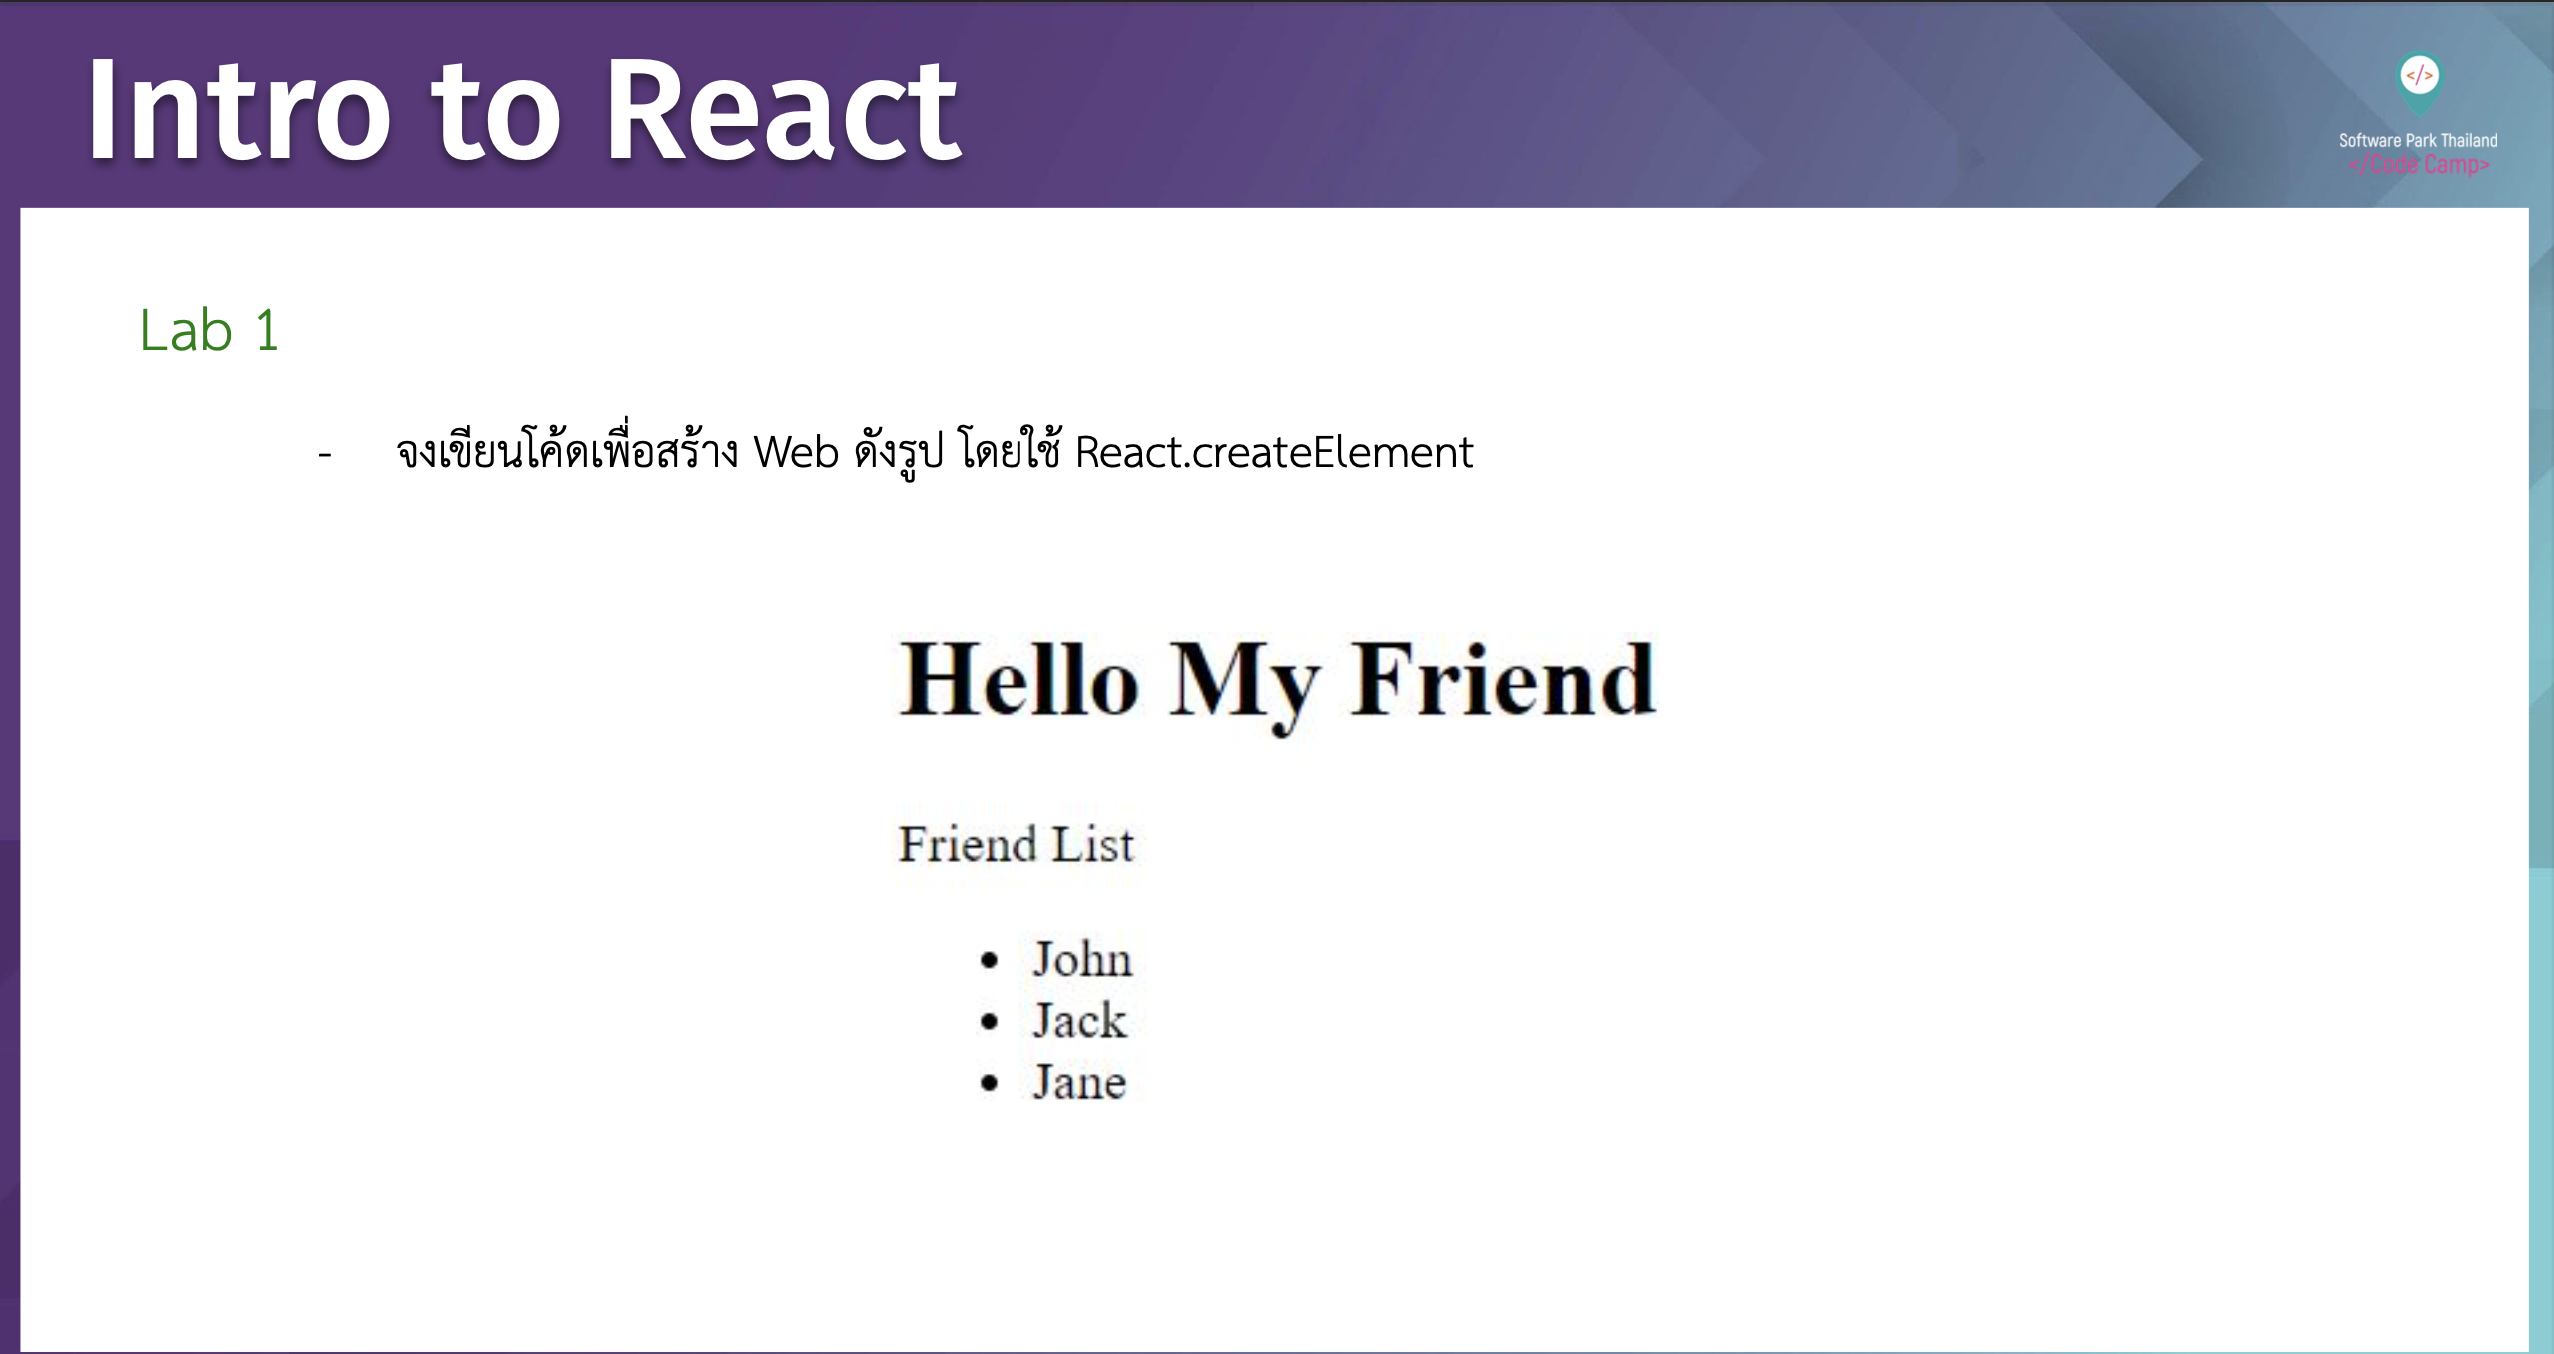 Intro to React
</>
Software Park Thailand
</Code Camp>
Lab 1
- จงเขียนโค้ดเพื่อสร้าง Web ดังรูป โดยใช้ React.createElement
Hello My Friend
Friend List
• John
• Jack
• Jane